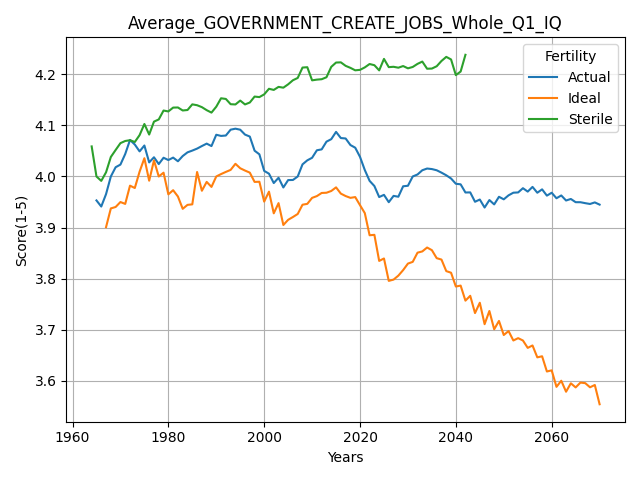 Average_GOVERNMENT_CREATE_JOBS_Whole_Q1_IQ
Fertility
Actual
Ideal
Sterile
Score(1-5)
4.2
4.1
4.0
3.9
3.8
3.7
3.6
1960 1980 2000 2020 2040 2060
Years